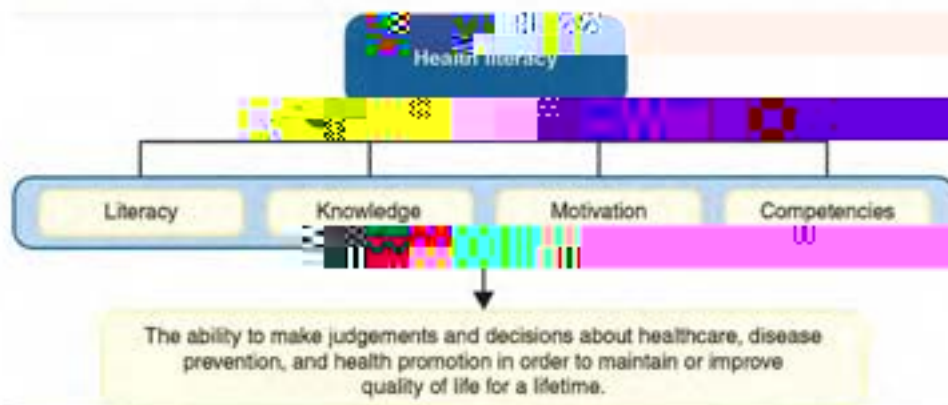 Health literacy
Literacy
Knowledge
Motivation
Competencies
The ability to make judgements and decisions about healthcare, disease
prevention, and health promotion in order to maintain or improve
quality of life for a lifetime.